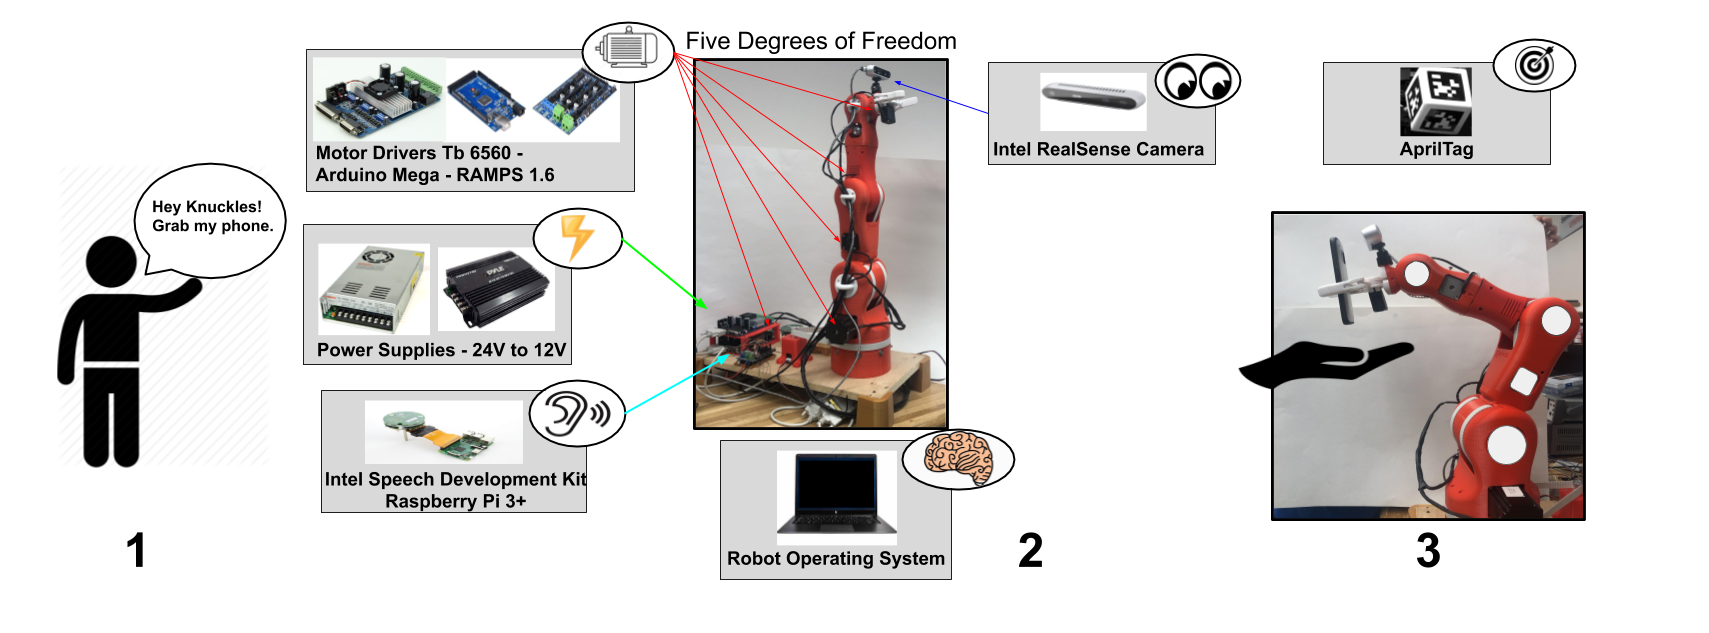 Hey Knuckles!
Grab my phone.
1
Motor Drivers Tb 6560 -
Arduino Mega - RAMPS 1.6
PYLE
Power Supplies - 24V to 12V
Intel Speech Development Kit
Raspberry Pi 3+
Five Degrees of Freedom
Intel RealSense Camera
Robot Operating System
2
AprilTag
3